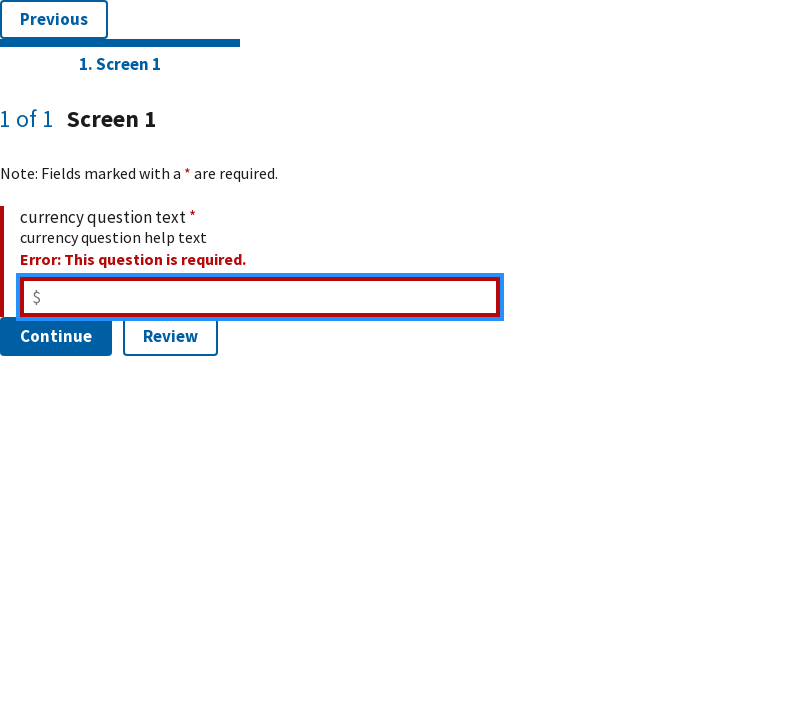 Previous
1. Screen 1
1 of 1 Screen 1
Note: Fields marked with a * are required.
currency question text *
currency question help text
Error: This question is required.
$
Continue Review